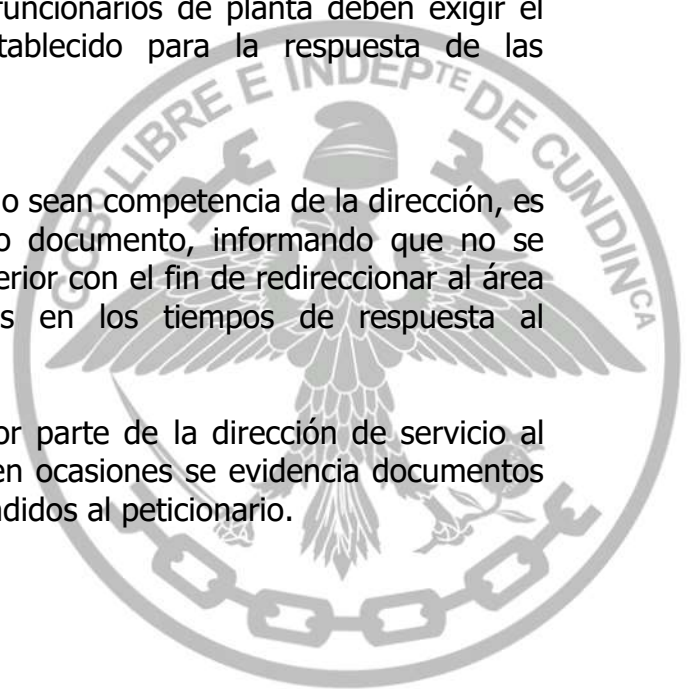 funcionarios de planta deben exigir el
tablecido para la respuesta de las
GOBº LIBRE E INDEPTE DE CUNDINCA
o sean competencia de la dirección, es
o documento, informando que no se
erior con el fin de redireccionar al área
s en los tiempos de respuesta al
or parte de la dirección de servicio al
en ocasiones se evidencia documentos
ndidos al peticionario.